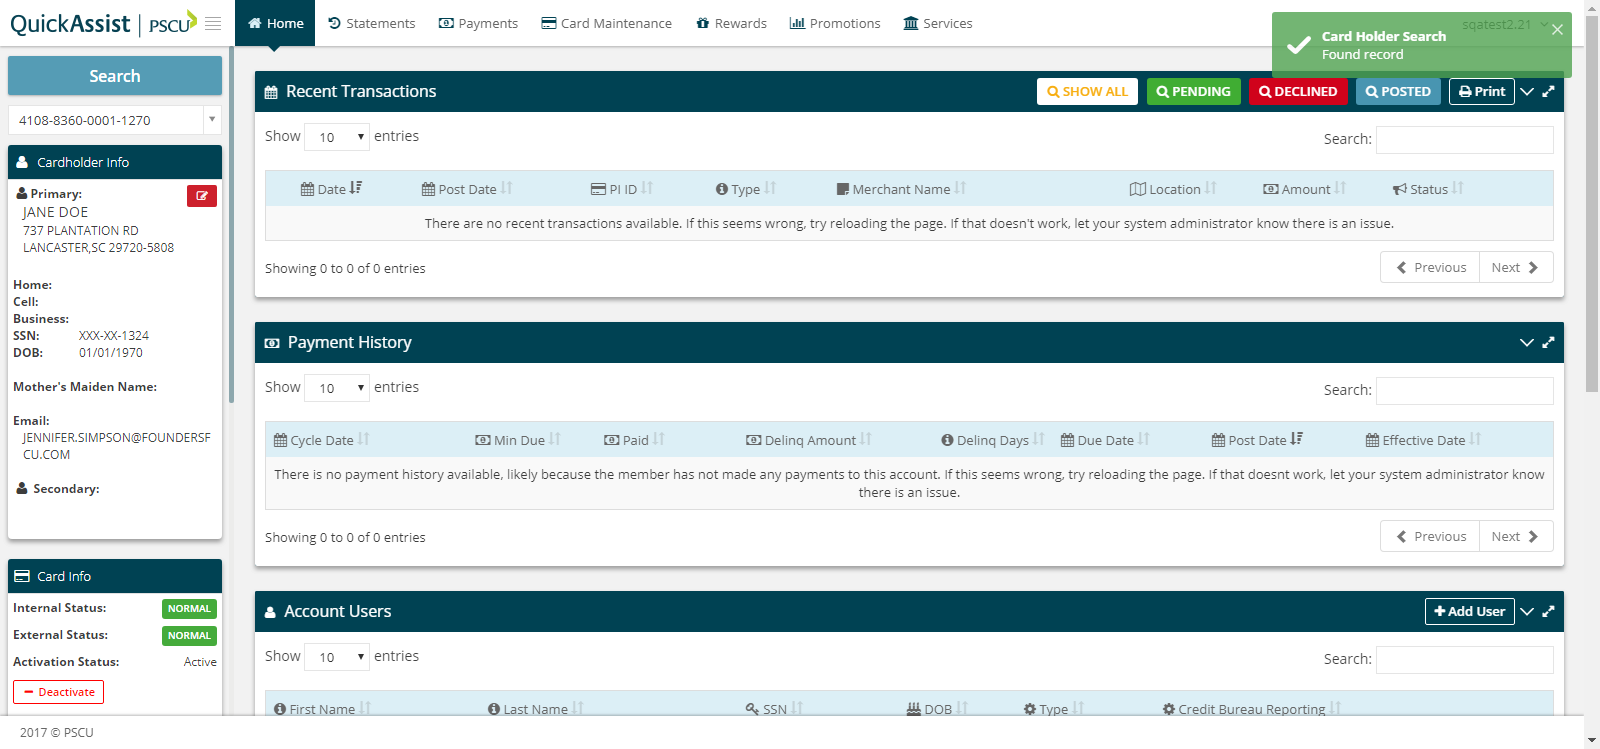 QuickAssist | PSCU
Home
Statements
Payments
Card Maintenance
Rewards
Promotions
Services
sqatest2.21
Card Holder Search
Found record
Search
4108-8360-0001-1270
Cardholder Info
Primary:
JANE DOE
737 PLANTATION RD
LANCASTER,SC 29720-5808
Home:
Cell:
Business:
SSN: XXX-XX-1324
DOB: 01/01/1970
Mother's Maiden Name:
Email:
JENNIFER.SIMPSON@FOUNDERSF
CU.COM
Secondary:
Card Info
Internal Status: NORMAL
External Status: NORMAL
Activation Status: Active
Deactivate
Recent Transactions
SHOW ALL PENDING DECLINED POSTED Print
Show 10 entries
Search:
Date Post Date PI ID Type Merchant Name Location Amount Status
There are no recent transactions available. If this seems wrong, try reloading the page. If that doesn't work, let your system administrator know there is an issue.
Showing 0 to 0 of 0 entries
Previous Next
Payment History
Show 10 entries
Search:
Cycle Date Min Due Paid Delinq Amount Delinq Days Due Date Post Date Effective Date
There is no payment history available, likely because the member has not made any payments to this account. If this seems wrong, try reloading the page. If that doesnt work, let your system administrator know
there is an issue.
Showing 0 to 0 of 0 entries
Previous Next
Account Users
Add User
Show 10 entries
Search:
First Name Last Name SSN DOB Type Credit Bureau Reporting
2017 © PSCU